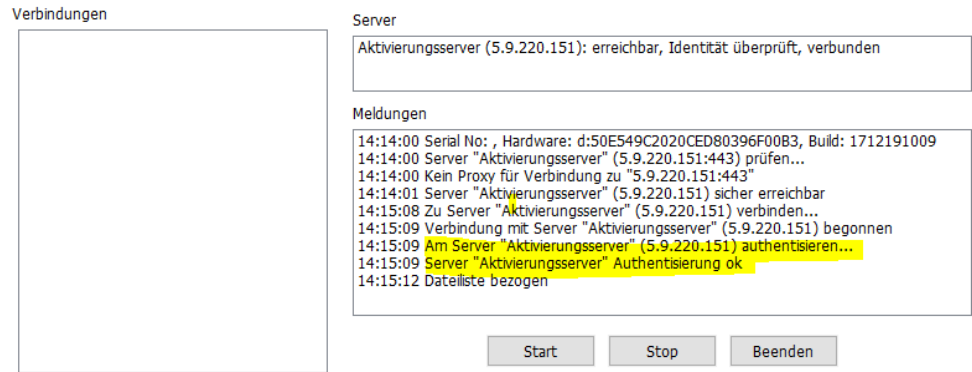 Verbindungen
Server
Aktivierungsserver (5.9.220.151): erreichbar, Identität überprüft, verbunden
Meldungen
14:14:00 Serial No: , Hardware: d:50E549C2020CED80396F00B3, Build: 1712191009
14:14:00 Server "Aktivierungsserver" (5.9.220.151:443) prüfen...
14:14:00 Kein Proxy für Verbindung zu "5.9.220.151:443"
14:14:01 Server "Aktivierungsserver" (5.9.220.151) sicher erreichbar
14:15:08 Zu Server "Aktivierungsserver" (5.9.220.151) verbinden...
14:15:09 Verbindung mit Server "Aktivierungsserver" (5.9.220.151) begonnen
14:15:09 Am Server "Aktivierungsserver" (5.9.220.151) authentisieren...
14:15:09 Server "Aktivierungsserver" Authentisierung ok
14:15:12 Dateiliste bezogen
Start Stop Beenden